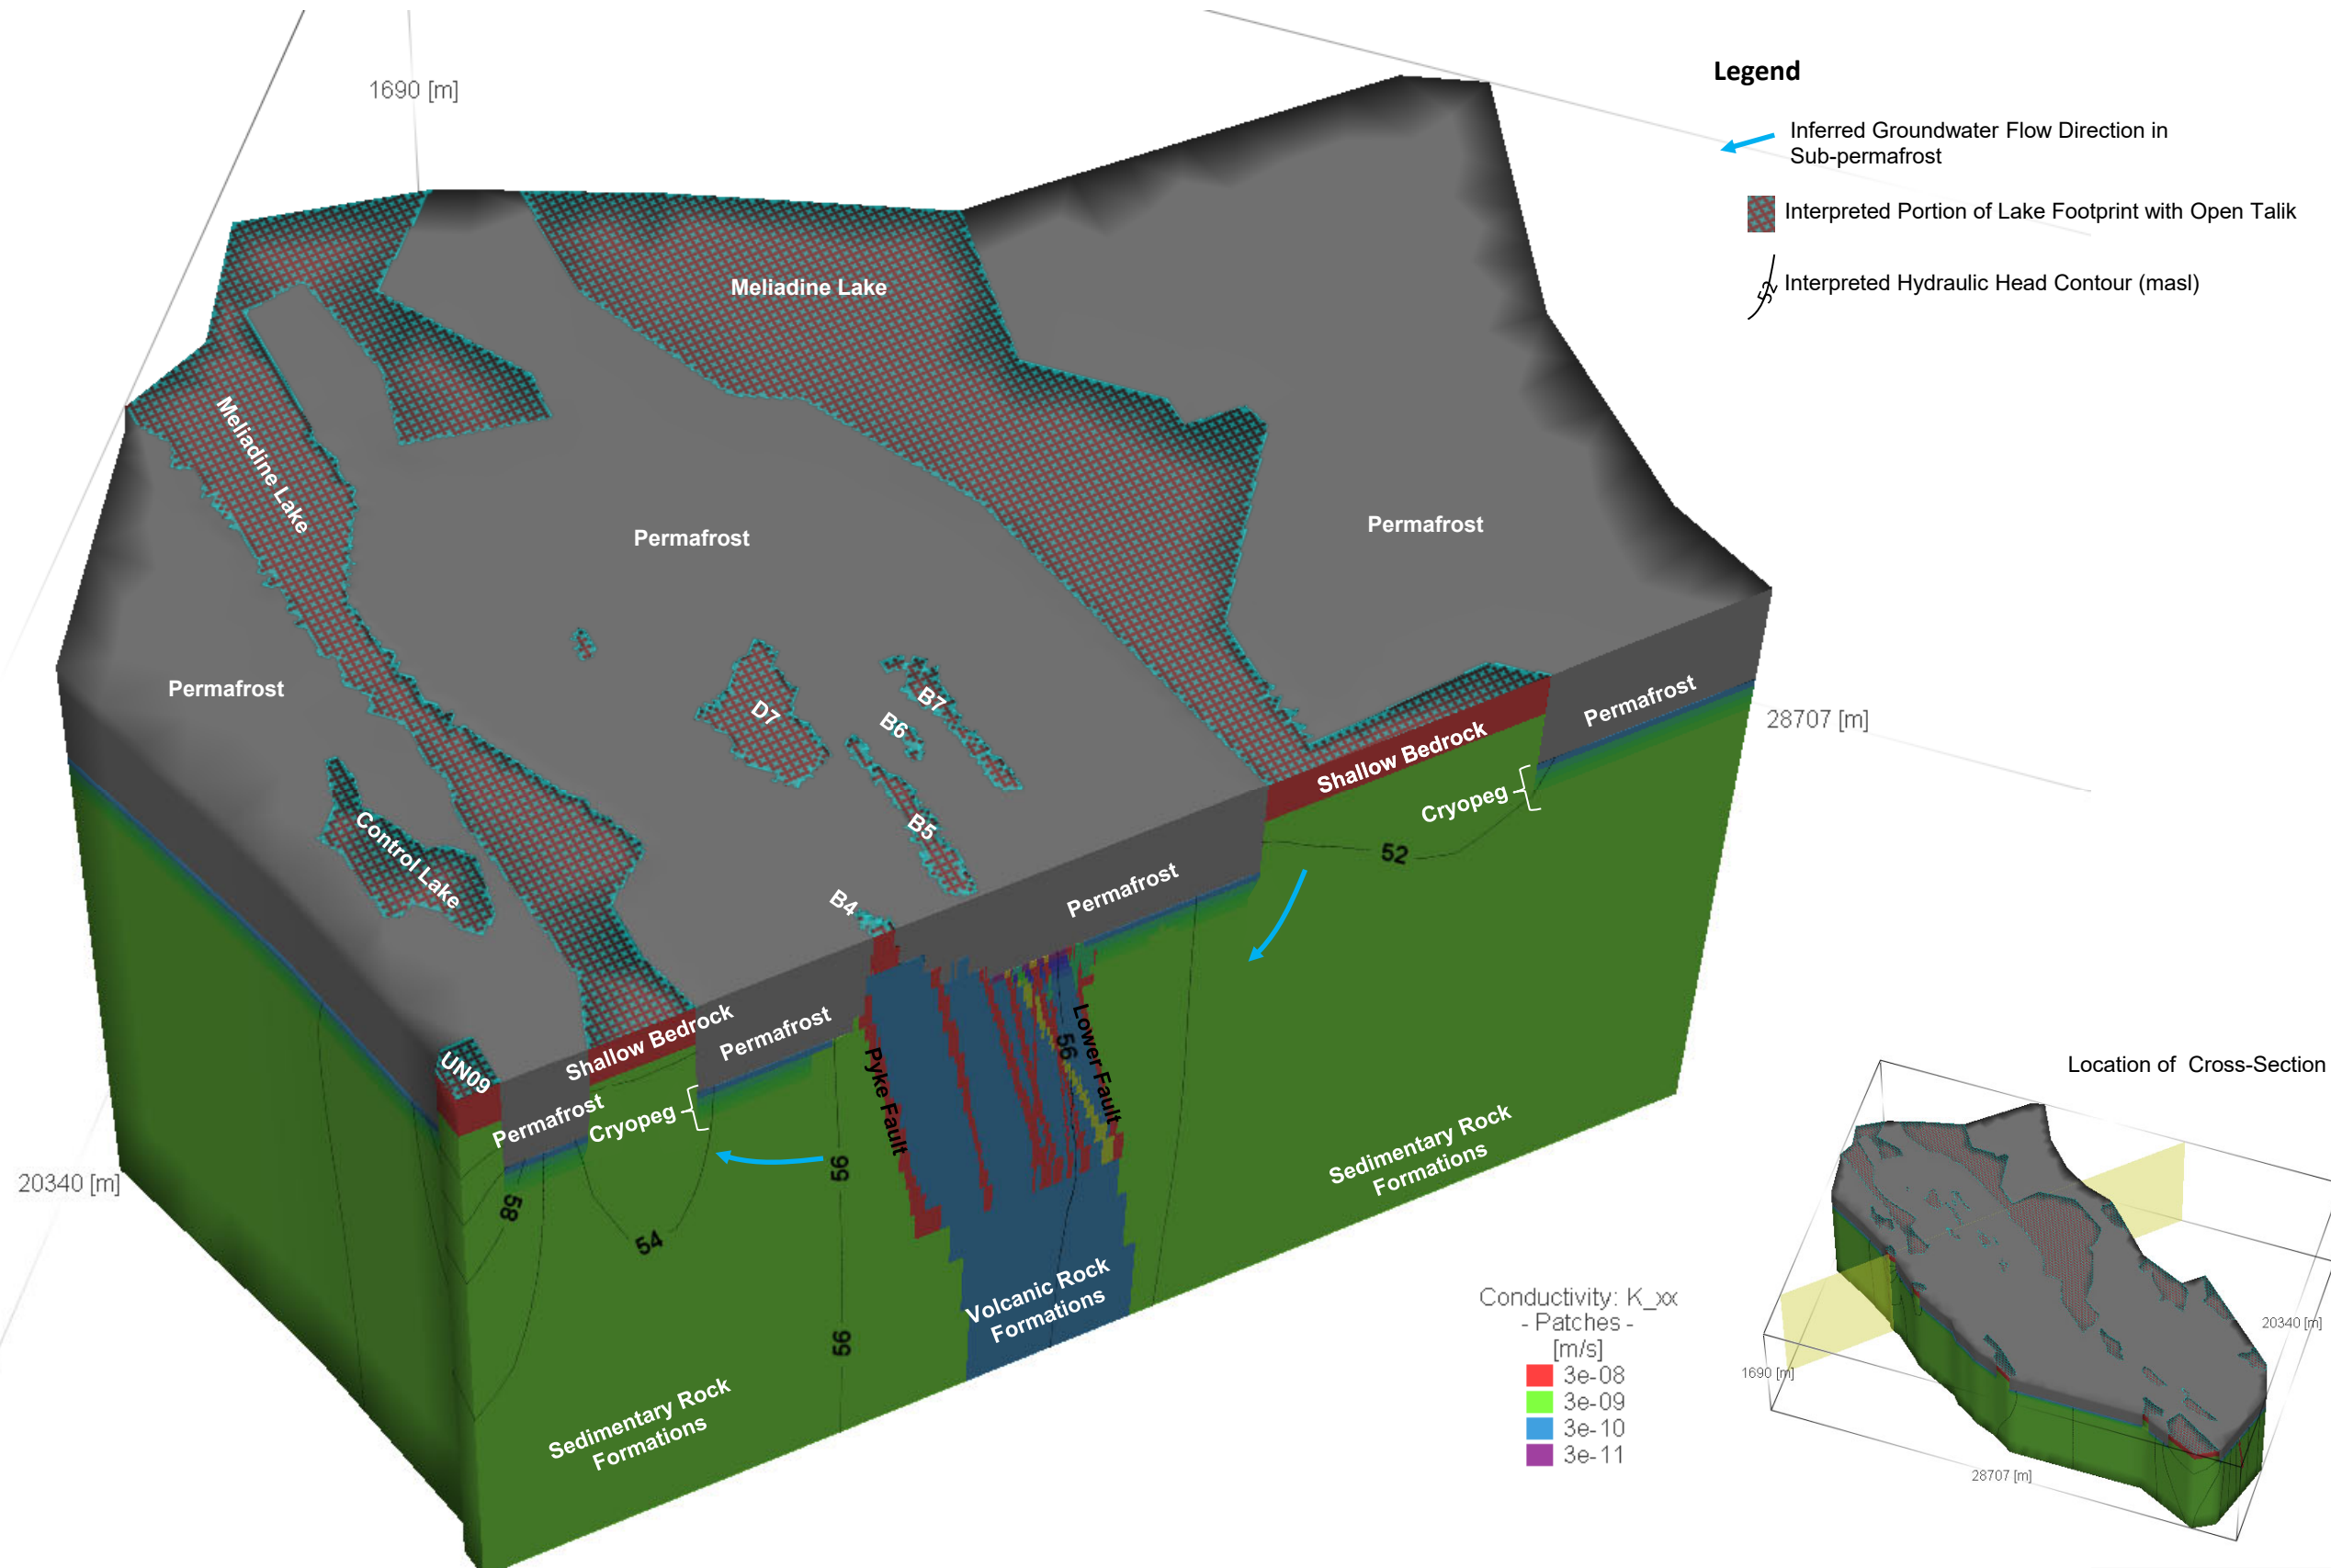 1690 [m]
Legend
Inferred Groundwater Flow Direction in
Sub-permafrost
Interpreted Portion of Lake Footprint with Open Talik
52
Interpreted Hydraulic Head Contour (masl)
Meliadine Lake
Meliadine Lake
Permafrost
Permafrost
Permafrost
D7
B7
B6
B5
B4
Control Lake
Permafrost
28707 [m]
Shallow Bedrock
Cryopeg
52
Permafrost
Shallow Bedrock
Permafrost
UN09
Permafrost
Cryopeg
Pyke Fault
Lower Fault
56
58
54
56
56
20340 [m]
Sedimentary Rock
Formations
Volcanic Rock
Formations
Sedimentary Rock
Formations
Conductivity: K_xx
- Patches -
[m/s]
3e-08
3e-09
3e-10
3e-11
Location of Cross-Section
20340 [m]
1690 [m]
28707 [m]